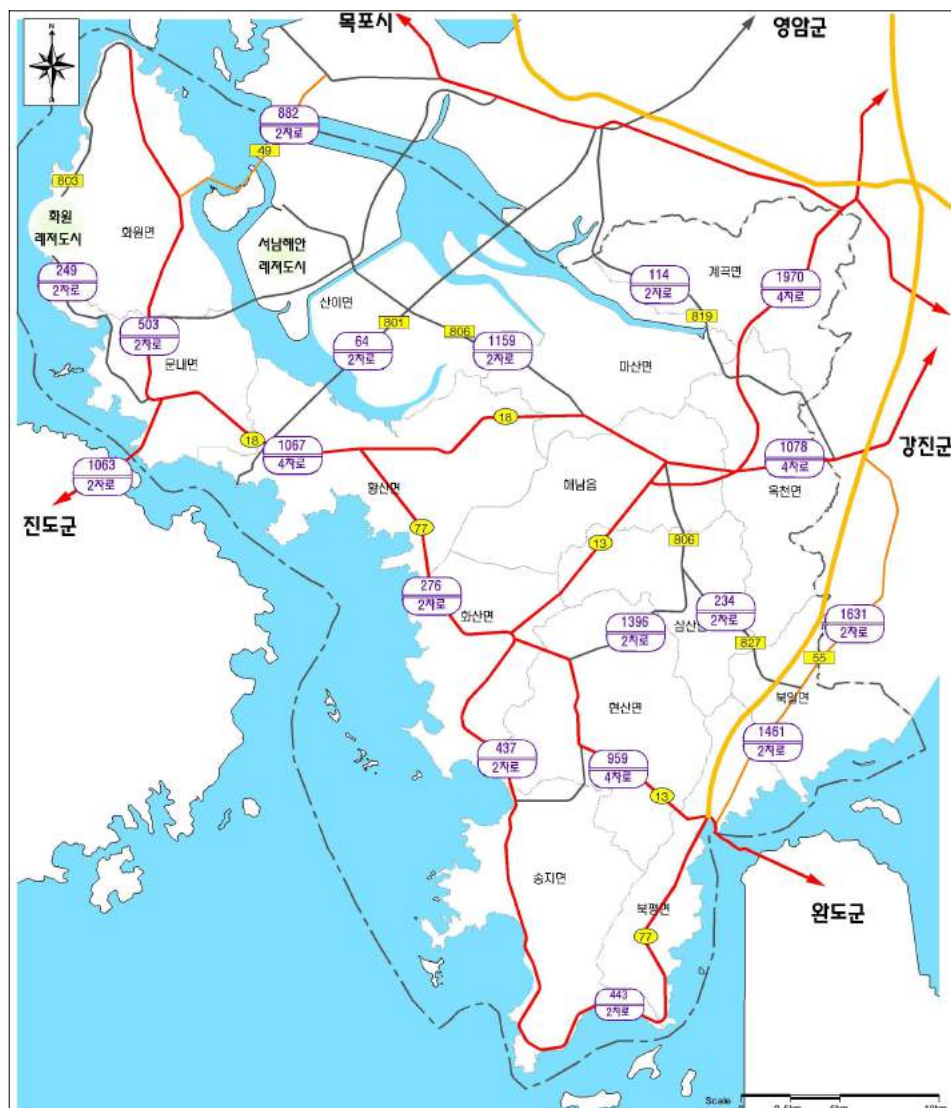 N
목포시
영암군
882
2차로
49
803
화원
레저도시
화원면
서남해안
레저도시
249
2차로
산이면
114
2차로
계곡면
1970
4차로
503
2차로
801
819
806
64
2차로
1159
2차로
문내면
마산면
18
18
1067
4차로
1078
4차로
강진군
1063
2차로
진도군
황산면
해남읍
옥천면
77
13
806
276
2차로
화산면
1396
2차로
234
2차로
1631
2차로
827
55
북일면
현산면
1461
2차로
437
2차로
959
4차로
13
송지면
북평면
완도군
77
443
2차로
Scale
0
2.5km
5km
10km